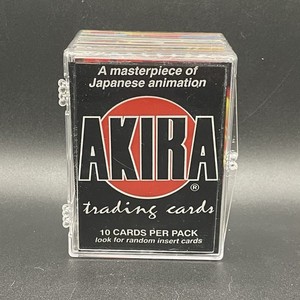 A masterpiece of
Japanese animation
AKIRA
®
trading cards
10 CARDS PER PACK
look for random insert cards